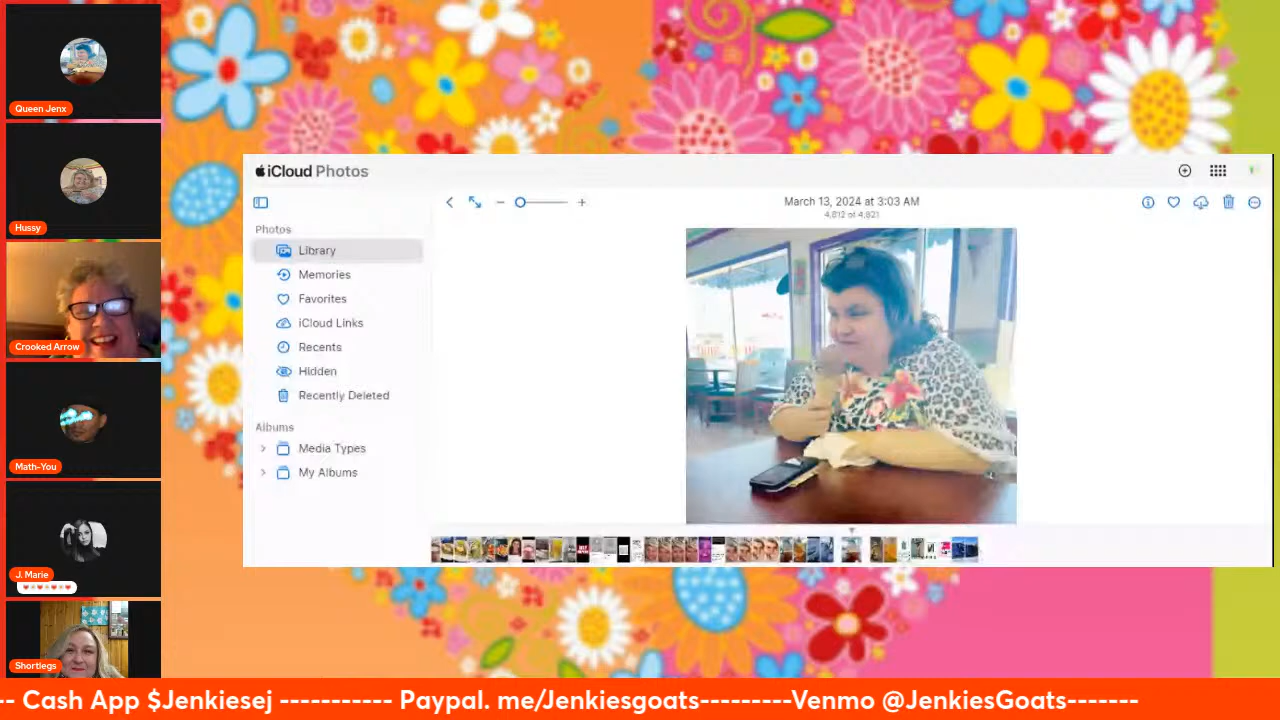 Queen Jenx
Hussy
Crooked Arrow
Math-You
J. Marie
Shortlegs
iCloud Photos
March 13, 2024 at 3:03 AM
4,812 of 4,821
Photos
Library
Memories
Favorites
iCloud Links
Recents
Hidden
Recently Deleted
Albums
Media Types
My Albums
-- Cash App $Jenkiesej ----------- Paypal. me/Jenkiesgoats---------Venmo @JenkiesGoats-------